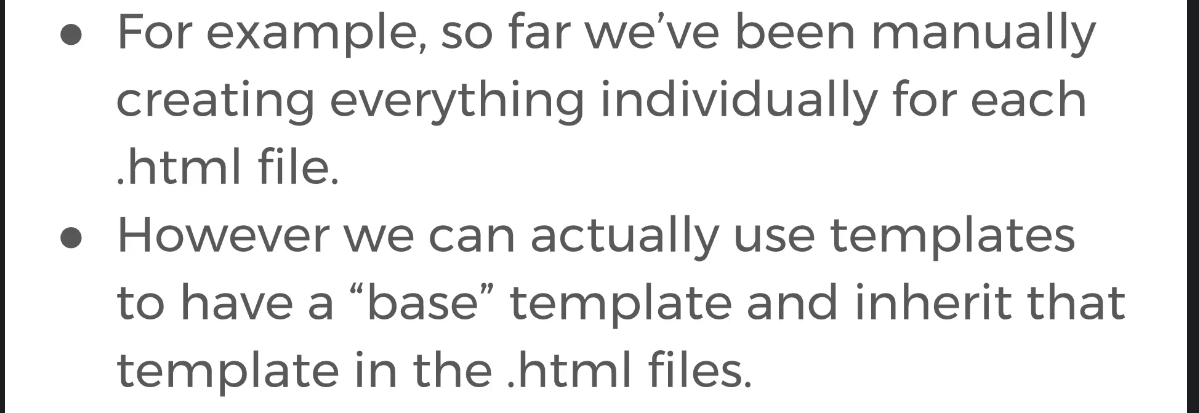 ● For example, so far we’ve been manually
creating everything individually for each
.html file.
● However we can actually use templates
to have a “base” template and inherit that
template in the .html files.